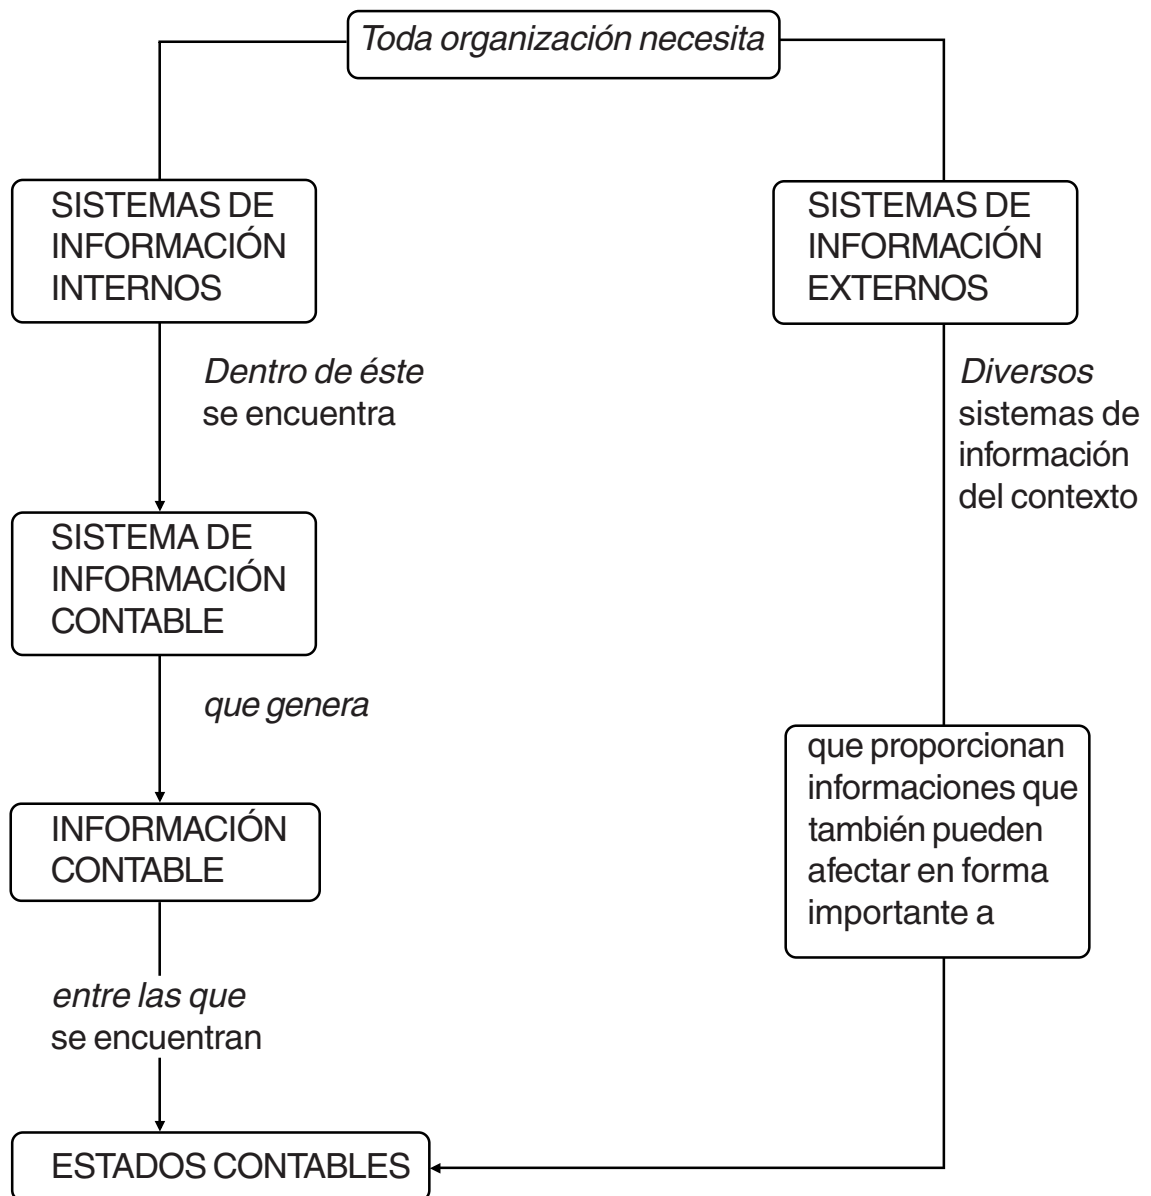 Toda organización necesita
SISTEMAS DE
INFORMACIÓN
INTERNOS
SISTEMAS DE
INFORMACIÓN
EXTERNOS
Dentro de éste
se encuentra
Diversos
sistemas de
información
del contexto
SISTEMA DE
INFORMACIÓN
CONTABLE
que genera
que proporcionan
informaciones que
también pueden
afectar en forma
importante a
INFORMACIÓN
CONTABLE
entre las que
se encuentran
ESTADOS CONTABLES